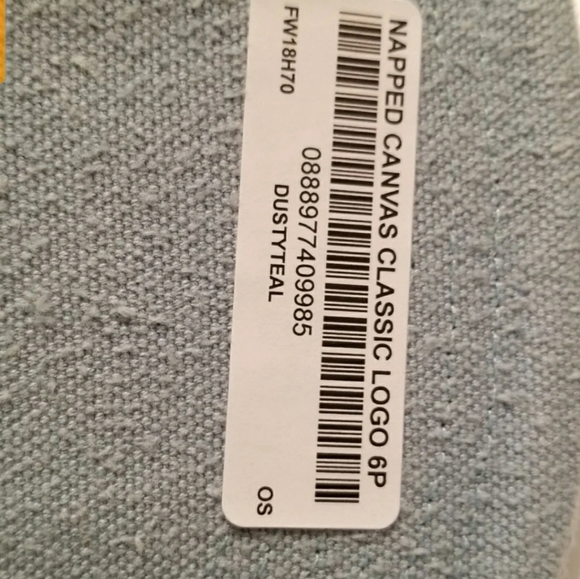 NAPPED CANVAS CLASSIC LOGO 6P
0888977409985
DUSTYTEAL
FW18H70
OS